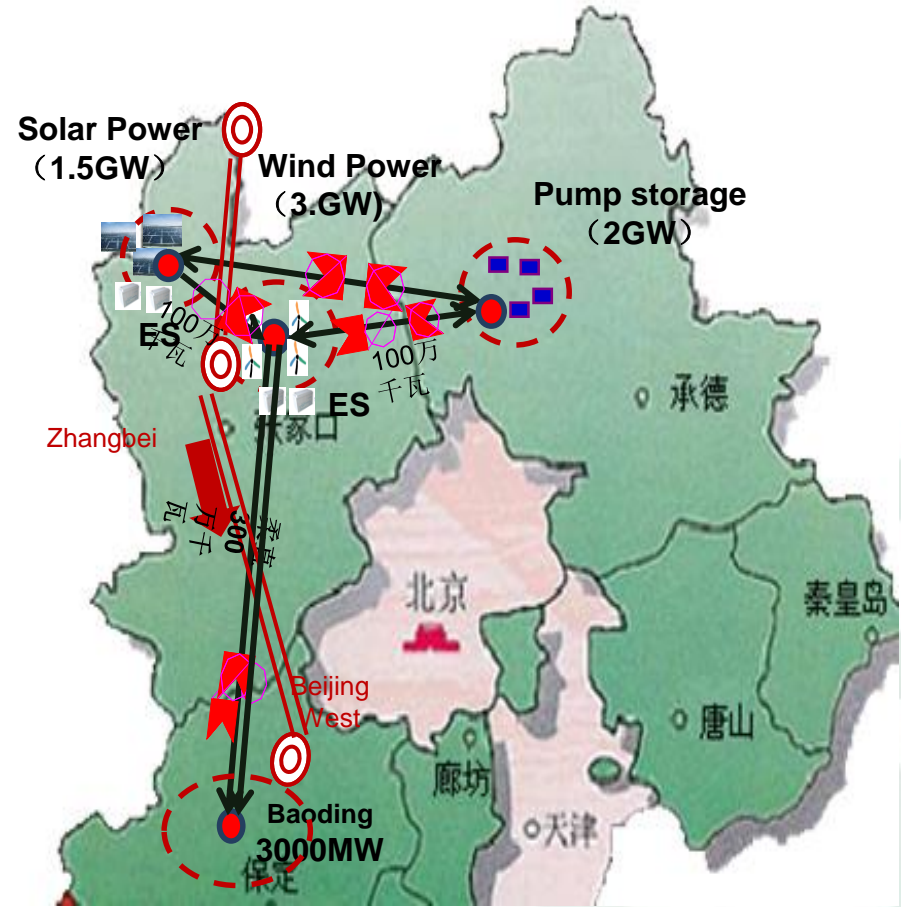 Solar Power
（1.5GW）
Wind Power
（3.GW)
Pump storage
（2GW）
100万
千瓦
ES
100万
千瓦
ES
承德
家口
Zhangbei
300
万千
瓦
北京
秦皇岛
Beijing
West
唐山
廊坊
天津
Baoding
3000MW
保定